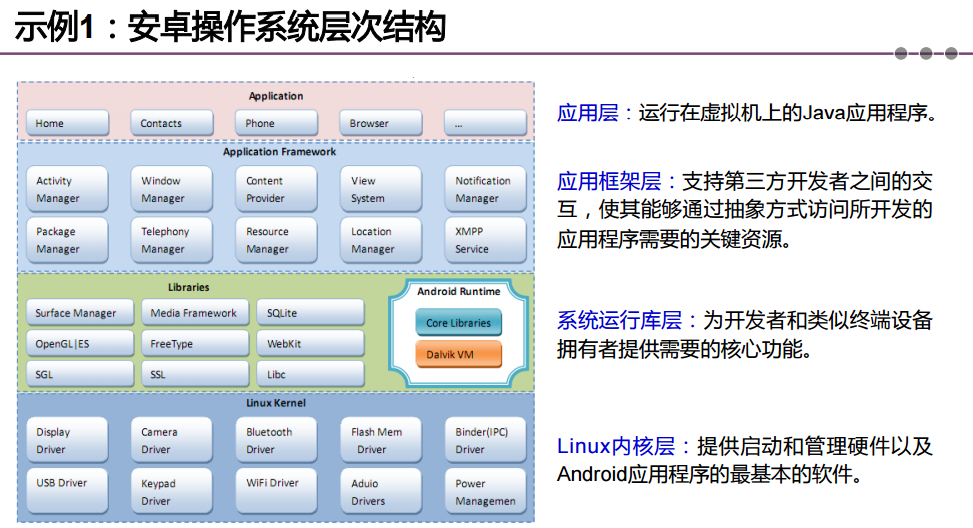 示例1：安卓操作系统层次结构
Application
Home
Contacts
Phone
Browser
...
Application Framework
Activity
Manager
Window
Manager
Content
Provider
View
System
Notification
Manager
Package
Manager
Telephony
Manager
Resource
Manager
Location
Manager
XMPP
Service
Libraries
Surface Manager
Media Framework
SQLite
OpenGL|ES
FreeType
WebKit
SGL
SSL
Libc
Android Runtime
Core Libraries
Dalvik VM
Linux Kernel
Display
Driver
Camera
Driver
Bluetooth
Driver
Flash Mem
Driver
Binder(IPC)
Driver
USB Driver
Keypad
Driver
WiFi Driver
Aduio
Drivers
Power
Managemen
应用层：运行在虚拟机上的Java应用程序。
应用框架层：支持第三方开发者之间的交
互，使其能够通过抽象方式访问所开发的
应用程序需要的关键资源。
系统运行库层：为开发者和类似终端设备
拥有者提供需要的核心功能。
Linux内核层：提供启动和管理硬件以及
Android应用程序的最基本的软件。